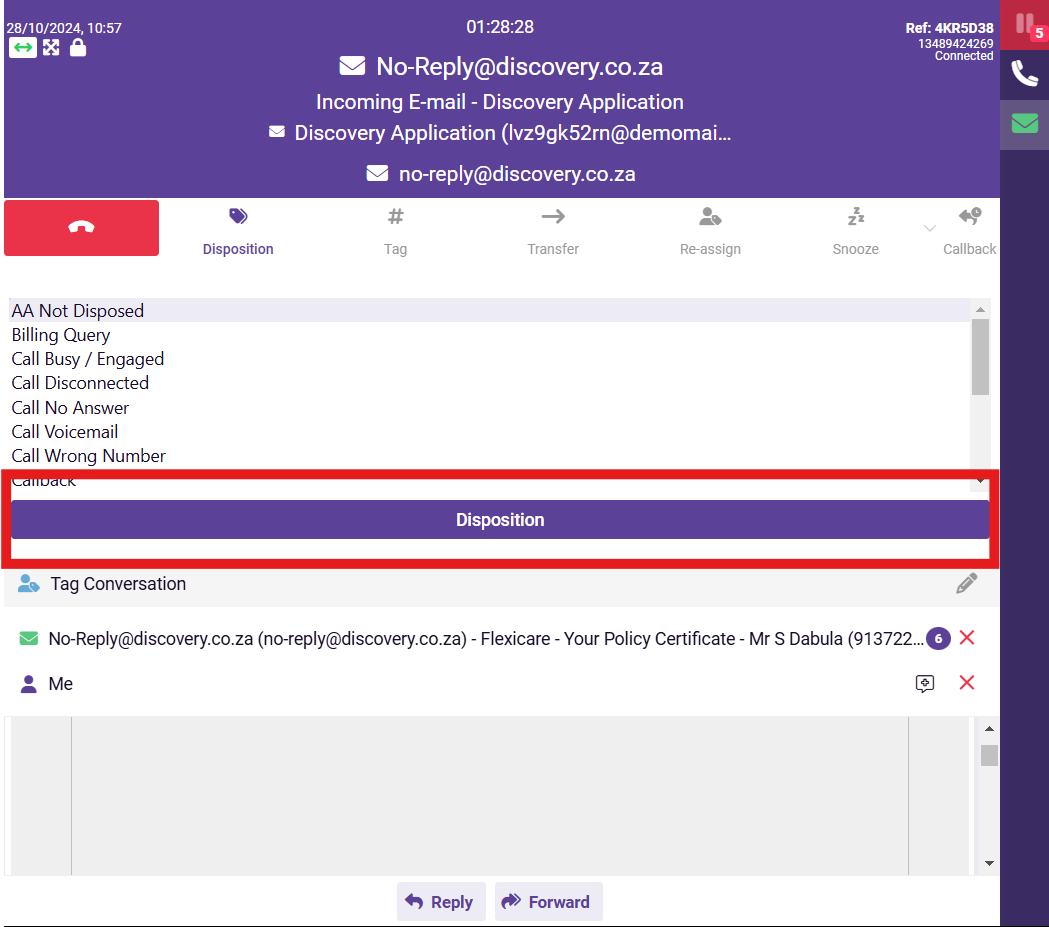 28/10/2024, 10:57
01:28:28
Ref: 4KR5D38
13489424269
Connected
5
No-Reply@discovery.co.za
Incoming E-mail - Discovery Application
Discovery Application (lvz9gk52rn@demomai...
no-reply@discovery.co.za
Disposition
Tag
Transfer
Re-assign
Snooze
Callback
AA Not Disposed
Billing Query
Call Busy / Engaged
Call Disconnected
Call No Answer
Call Voicemail
Call Wrong Number
Callback
Disposition
Tag Conversation
No-Reply@discovery.co.za (no-reply@discovery.co.za) - Flexicare - Your Policy Certificate - Mr S Dabula (913722... 6
Me
Reply
Forward